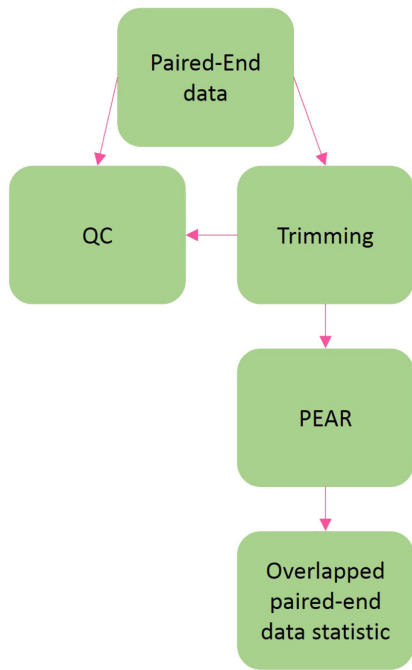 Paired-End
data
QC
Trimming
PEAR
Overlapped
paired-end
data statistic